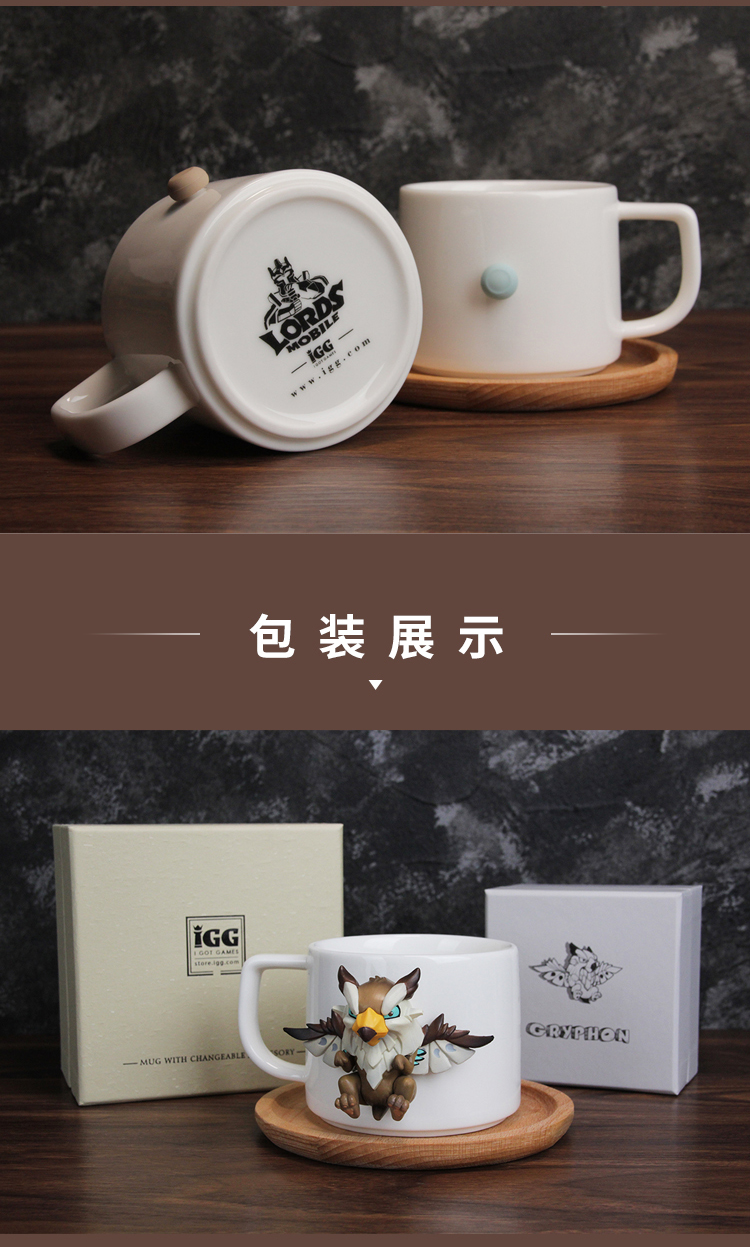 LORDS
MOBILE
IGG
www.igg.com
包装展示
IGG
I GOT GAMES
store.igg.com
MUG WITH CHANGEABLE
GRYPHON